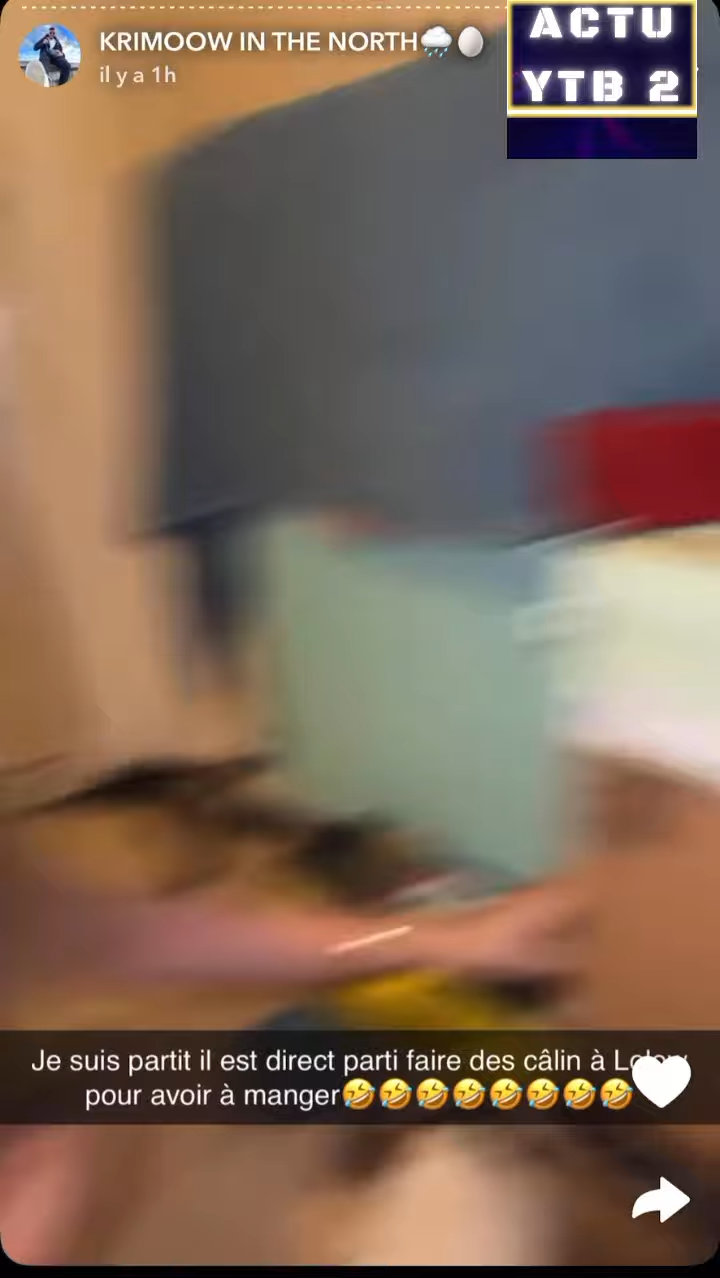 KRIMOOW IN THE NORTH🌧️🥚
il y a 1h
ACTU
YTB 2
Je suis partit il est direct parti faire des câlin à
pour avoir à manger🤣🤣🤣🤣🤣🤣🤣🤣